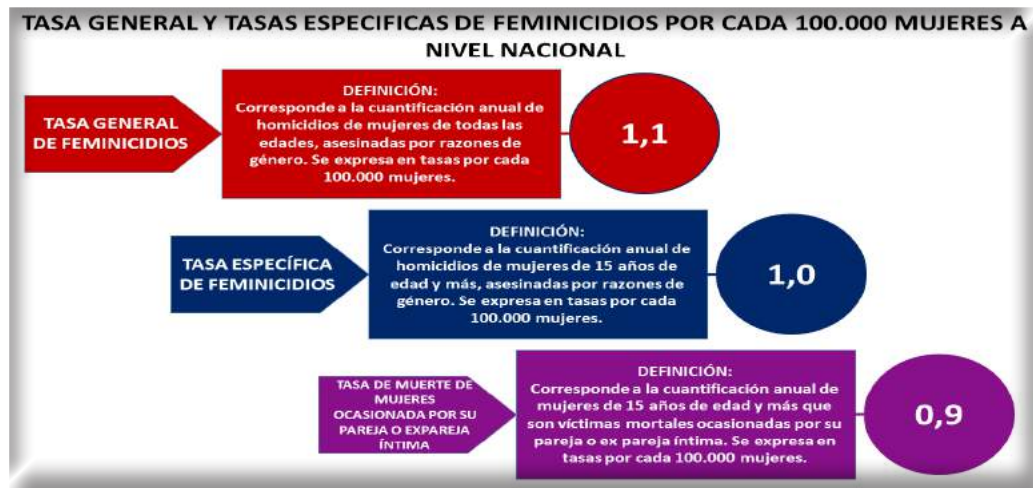 TASA GENERAL Y TASAS ESPECIFICAS DE FEMINICIDIOS POR CADA 100.000 MUJERES A
NIVEL NACIONAL
TASA GENERAL
DE FEMINICIDIOS
DEFINICIÓN:
Corresponde a la cuantificación anual de
homicidios de mujeres de todas las
edades, asesinadas por razones de
género. Se expresa en tasas por cada
100.000 mujeres.
1,1
TASA ESPECÍFICA
DE FEMINICIDIOS
DEFINICIÓN:
Corresponde a la cuantificación anual de
homicidios de mujeres de 15 años de
edad y más, asesinadas por razones de
género. Se expresa en tasas por cada
100.000 mujeres.
1,0
TASA DE MUERTE DE
MUJERES
OCASIONADA POR SU
PAREJA O EXPAREJA
ÍNTIMA
DEFINICIÓN:
Corresponde a la cuantificación anual de
mujeres de 15 años de edad y más que
son víctimas mortales ocasionadas por su
pareja o ex pareja íntima. Se expresa en
tasas por cada 100.000 mujeres.
0,9